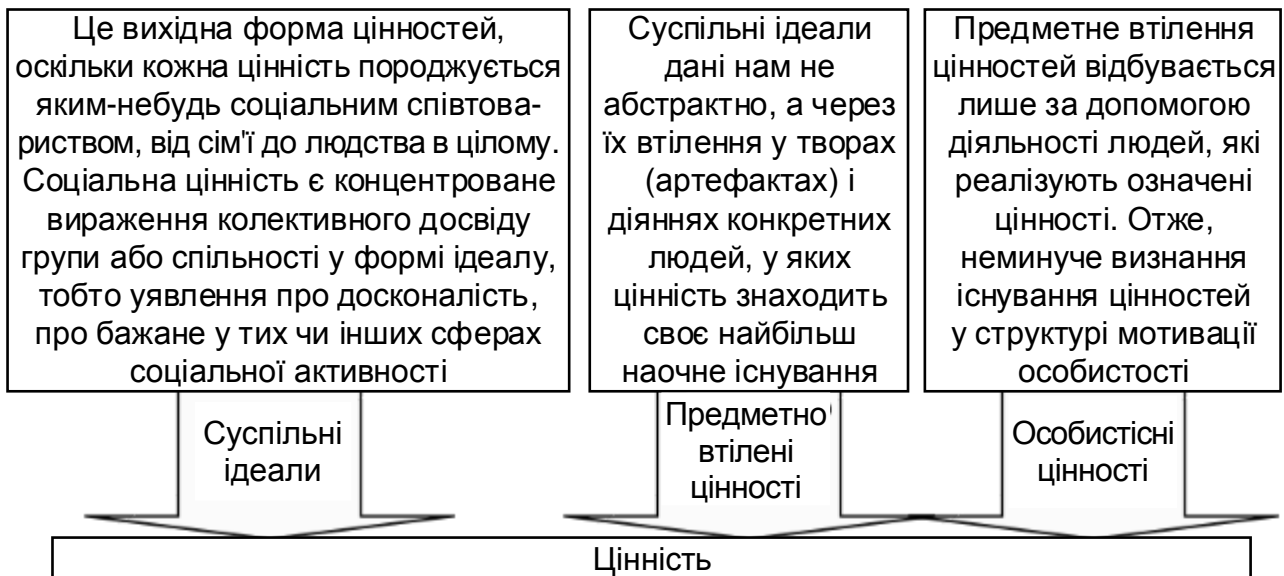 Це вихідна форма цінностей,
оскільки кожна цінність породжується
яким-небудь соціальним співтова-
риством, від сім'ї до людства в цілому.
Соціальна цінність є концентроване
вираження колективного досвіду
групи або спільності у формі ідеалу,
тобто уявлення про досконалість,
про бажане у тих чи інших сферах
соціальної активності
Суспільні ідеали
дані нам не
абстрактно, а через
їх втілення у творах
(артефактах) і
діяннях конкретних
людей, у яких
цінність знаходить
своє найбільш
наочне існування
Предметне втілення
цінностей відбувається
лише за допомогою
діяльності людей, які
реалізують означені
цінності. Отже,
неминуче визнання
існування цінностей
у структурі мотивації
особистості
Суспільні
ідеали
Предметно
втілені
цінності
Особистісні
цінності
Цінність